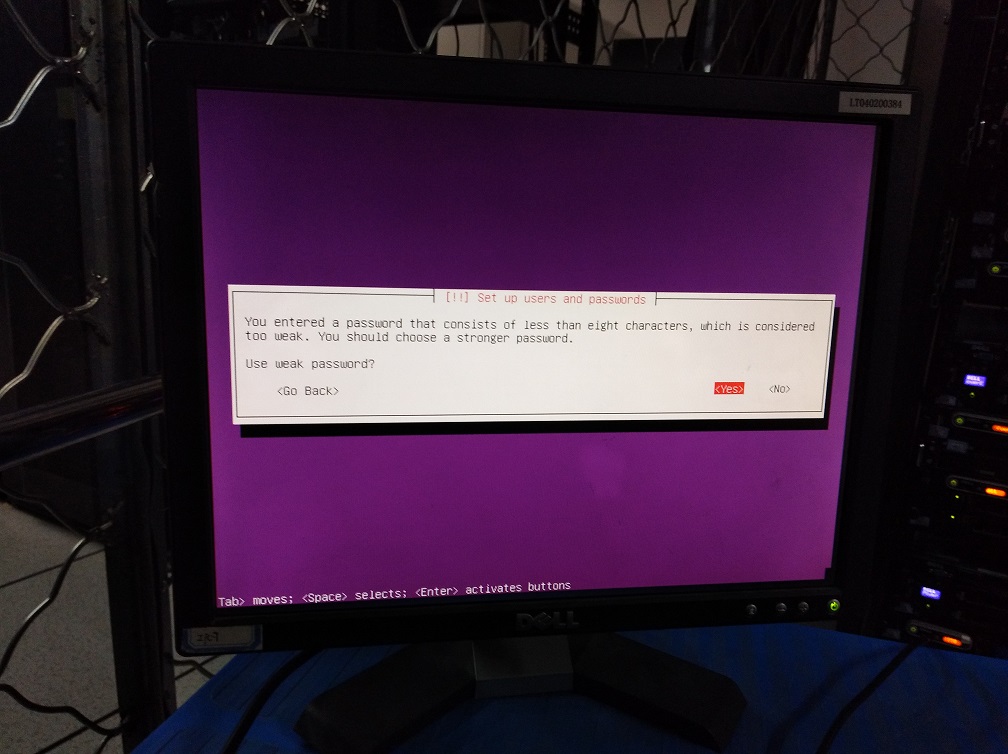 L7040200384
[!!] Set up users and passwords
You entered a password that consists of less than eight characters, which is considered
too weak. You should choose a stronger password.
Use weak password?
<Go Back> <Yes> <No>
Tab> moves; <Space> selects; <Enter> activates buttons
DELL